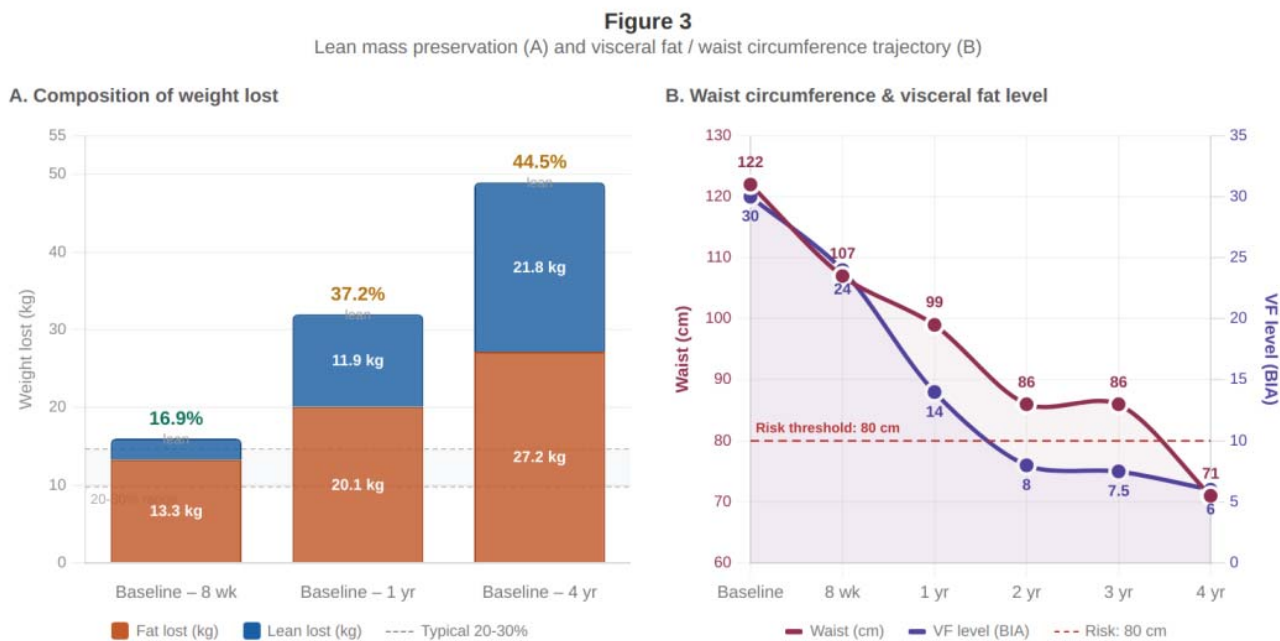 Figure 3
Lean mass preservation (A) and visceral fat / waist circumference trajectory (B)
A. Composition of weight lost
55
50
40
30
20
10
0
Weight lost (kg)
16.9%
lean
13.3 kg
20-30%
37.2%
lean
11.9 kg
20.1 kg
44.5%
lean
21.8 kg
27.2 kg
Baseline – 8 wk
Baseline – 1 yr
Baseline – 4 yr
Fat lost (kg)
Lean lost (kg)
Typical 20-30%
B. Waist circumference & visceral fat level
130
120
110
100
90
80
70
60
Waist (cm)
122
30
107
24
99
14
86
8
86
7.5
71
6
Risk threshold: 80 cm
35
30
25
20
15
10
5
0
VF level (BIA)
Baseline
8 wk
1 yr
2 yr
3 yr
4 yr
Waist (cm)
VF level (BIA)
Risk: 80 cm